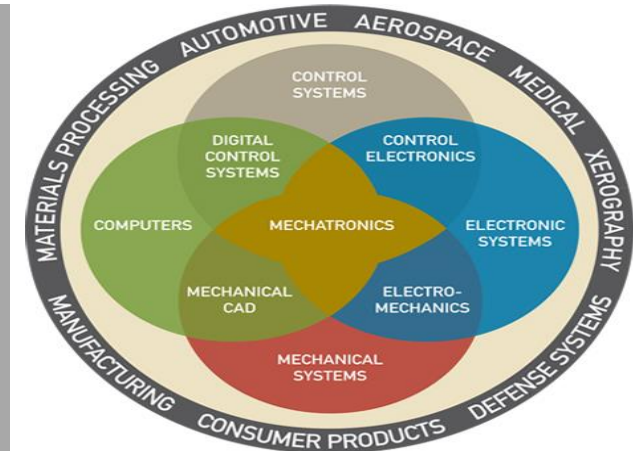 MATERIALS PROCESSING
AUTOMOTIVE
AEROSPACE
MEDICAL
XEROGRAPHY
CONTROL
SYSTEMS
DIGITAL
CONTROL
SYSTEMS
CONTROL
ELECTRONICS
COMPUTERS
MECHATRONICS
ELECTRONIC
SYSTEMS
MECHANICAL
CAD
ELECTRO-
MECHANICS
MECHANICAL
SYSTEMS
MANUFACTURING
CONSUMER PRODUCTS
DEFENSE SYSTEMS